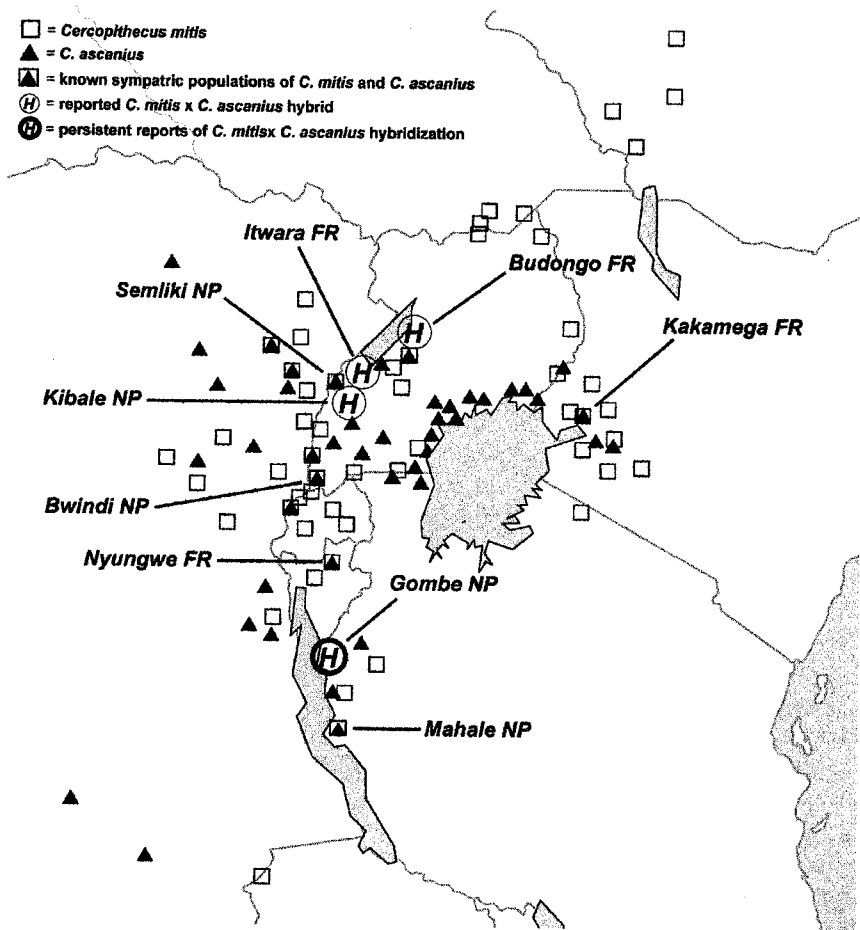 = Cercopithecus mitis
= C. ascanius
= known sympatric populations of C. mitis and C. ascanius
H = reported C. mitis x C. ascanius hybrid
H = persistent reports of C. mitisx C. ascanius hybridization
Itwara FR
Budongo FR
Semliki NP
H
Kakamega FR
H
Kibale NP
H
Bwindi NP
Nyungwe FR
Gombe NP
H
Mahale NP